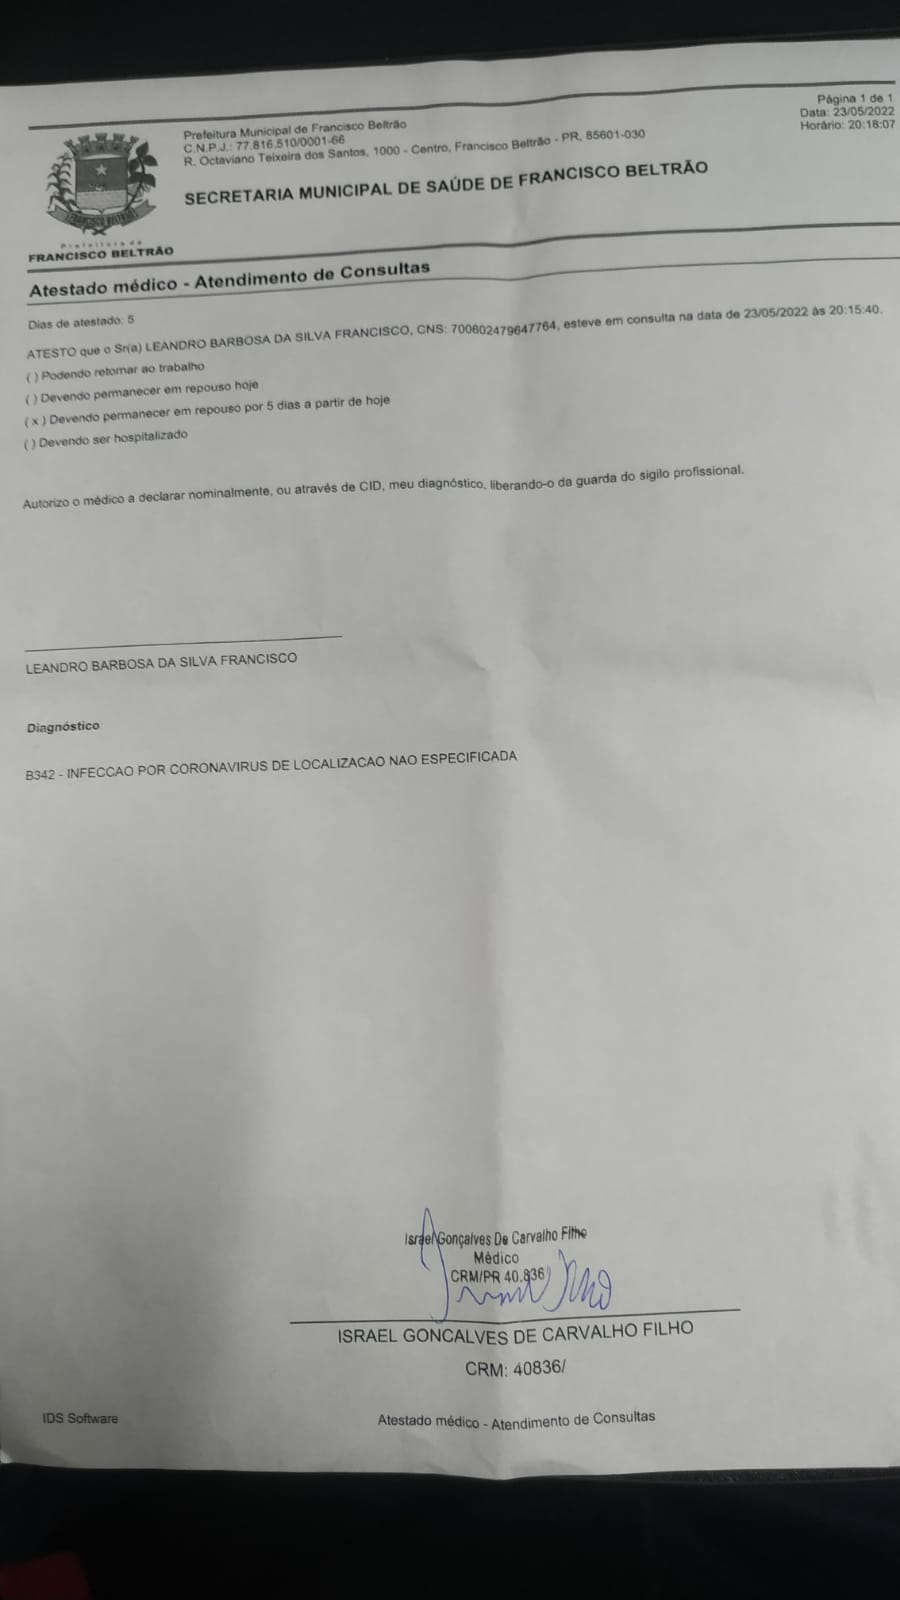 Página 1 de 1
Data: 23/05/2022
Horário: 20:18:07
Prefeitura Municipal de Francisco Beltrão
C.N.P.J.: 77.816.510/0001-66
R. Octaviano Teixeira dos Santos, 1000 - Centro, Francisco Beltrão - PR, 85601-030
SECRETARIA MUNICIPAL DE SAÚDE DE FRANCISCO BELTRÃO
FRANCISCO BELTRÃO
Prefeitura de
FRANCISCO BELTRÃO
Atestado médico - Atendimento de Consultas
Dias de atestado: 5
ATESTO que o Sr(a) LEANDRO BARBOSA DA SILVA FRANCISCO, CNS: 700602479647764, esteve em consulta na data de 23/05/2022 às 20:15:40.
( ) Podendo retornar ao trabalho
( ) Devendo permanecer em repouso hoje
( x ) Devendo permanecer em repouso por 5 dias a partir de hoje
( ) Devendo ser hospitalizado
Autorizo o médico a declarar nominalmente, ou através de CID, meu diagnóstico, liberando-o da guarda do sigilo profissional.
LEANDRO BARBOSA DA SILVA FRANCISCO
Diagnóstico:
B342 - INFECCAO POR CORONAVIRUS DE LOCALIZACAO NAO ESPECIFICADA
Israel Gonçalves De Carvalho Filho
Médico
CRM/PR 40.836
ISRAEL GONCALVES DE CARVALHO FILHO
CRM: 40836/
IDS Software
Atestado médico - Atendimento de Consultas